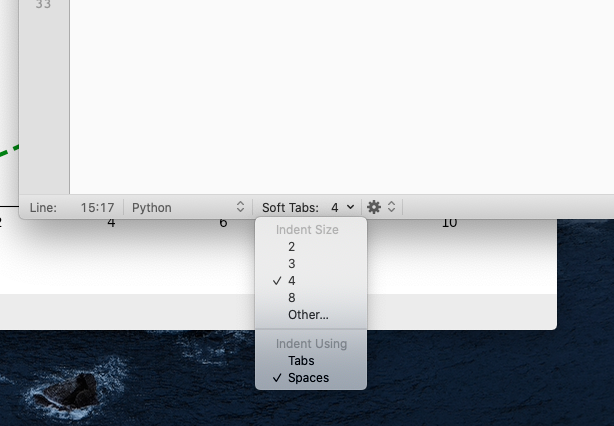 33
Line: 15:17 Python Soft Tabs: 4
2 4 6 10
Indent Size
2
3
✓ 4
8
Other...
Indent Using
Tabs
✓ Spaces